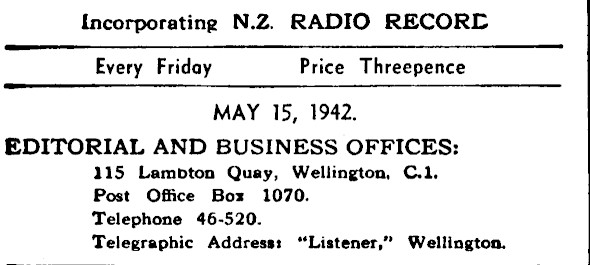 Incorporating N.Z. RADIO RECORD
Every Friday Price Threepence
MAY 15, 1942.
EDITORIAL AND BUSINESS OFFICES:
115 Lambton Quay, Wellington, C.1.
Post Office Box 1070.
Telephone 46-520.
Telegraphic Address: "Listener," Wellington.